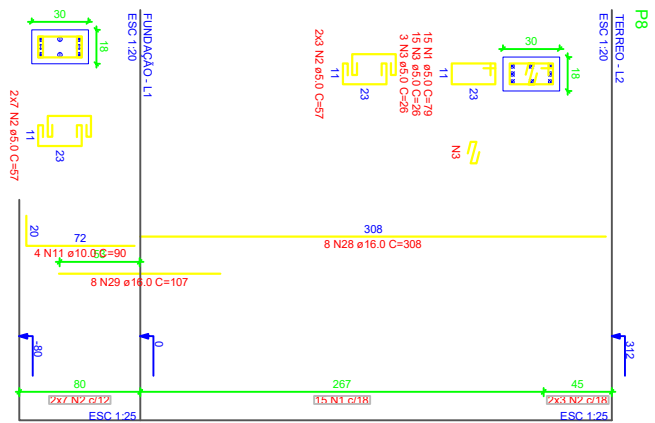 P8
TERREO - L2
ESC 1:20
30
18
11
23
15 N1 ø5.0 C=79
15 N3 ø5.0 C=26
3 N3 ø5.0 C=26
11
23
2x3 N2 ø5.0 C=57
N3
FUNDAÇÃO - L1
ESC 1:20
30
18
11
23
2x7 N2 ø5.0 C=57
308
8 N28 ø16.0 C=308
20
72
4 N11 ø10.0 C=90
8 N29 ø16.0 C=107
-80
0
312
80
267
45
2x7 N2 c/12
15 N1 c/18
2x3 N2 c/18
ESC 1:25
ESC 1:25